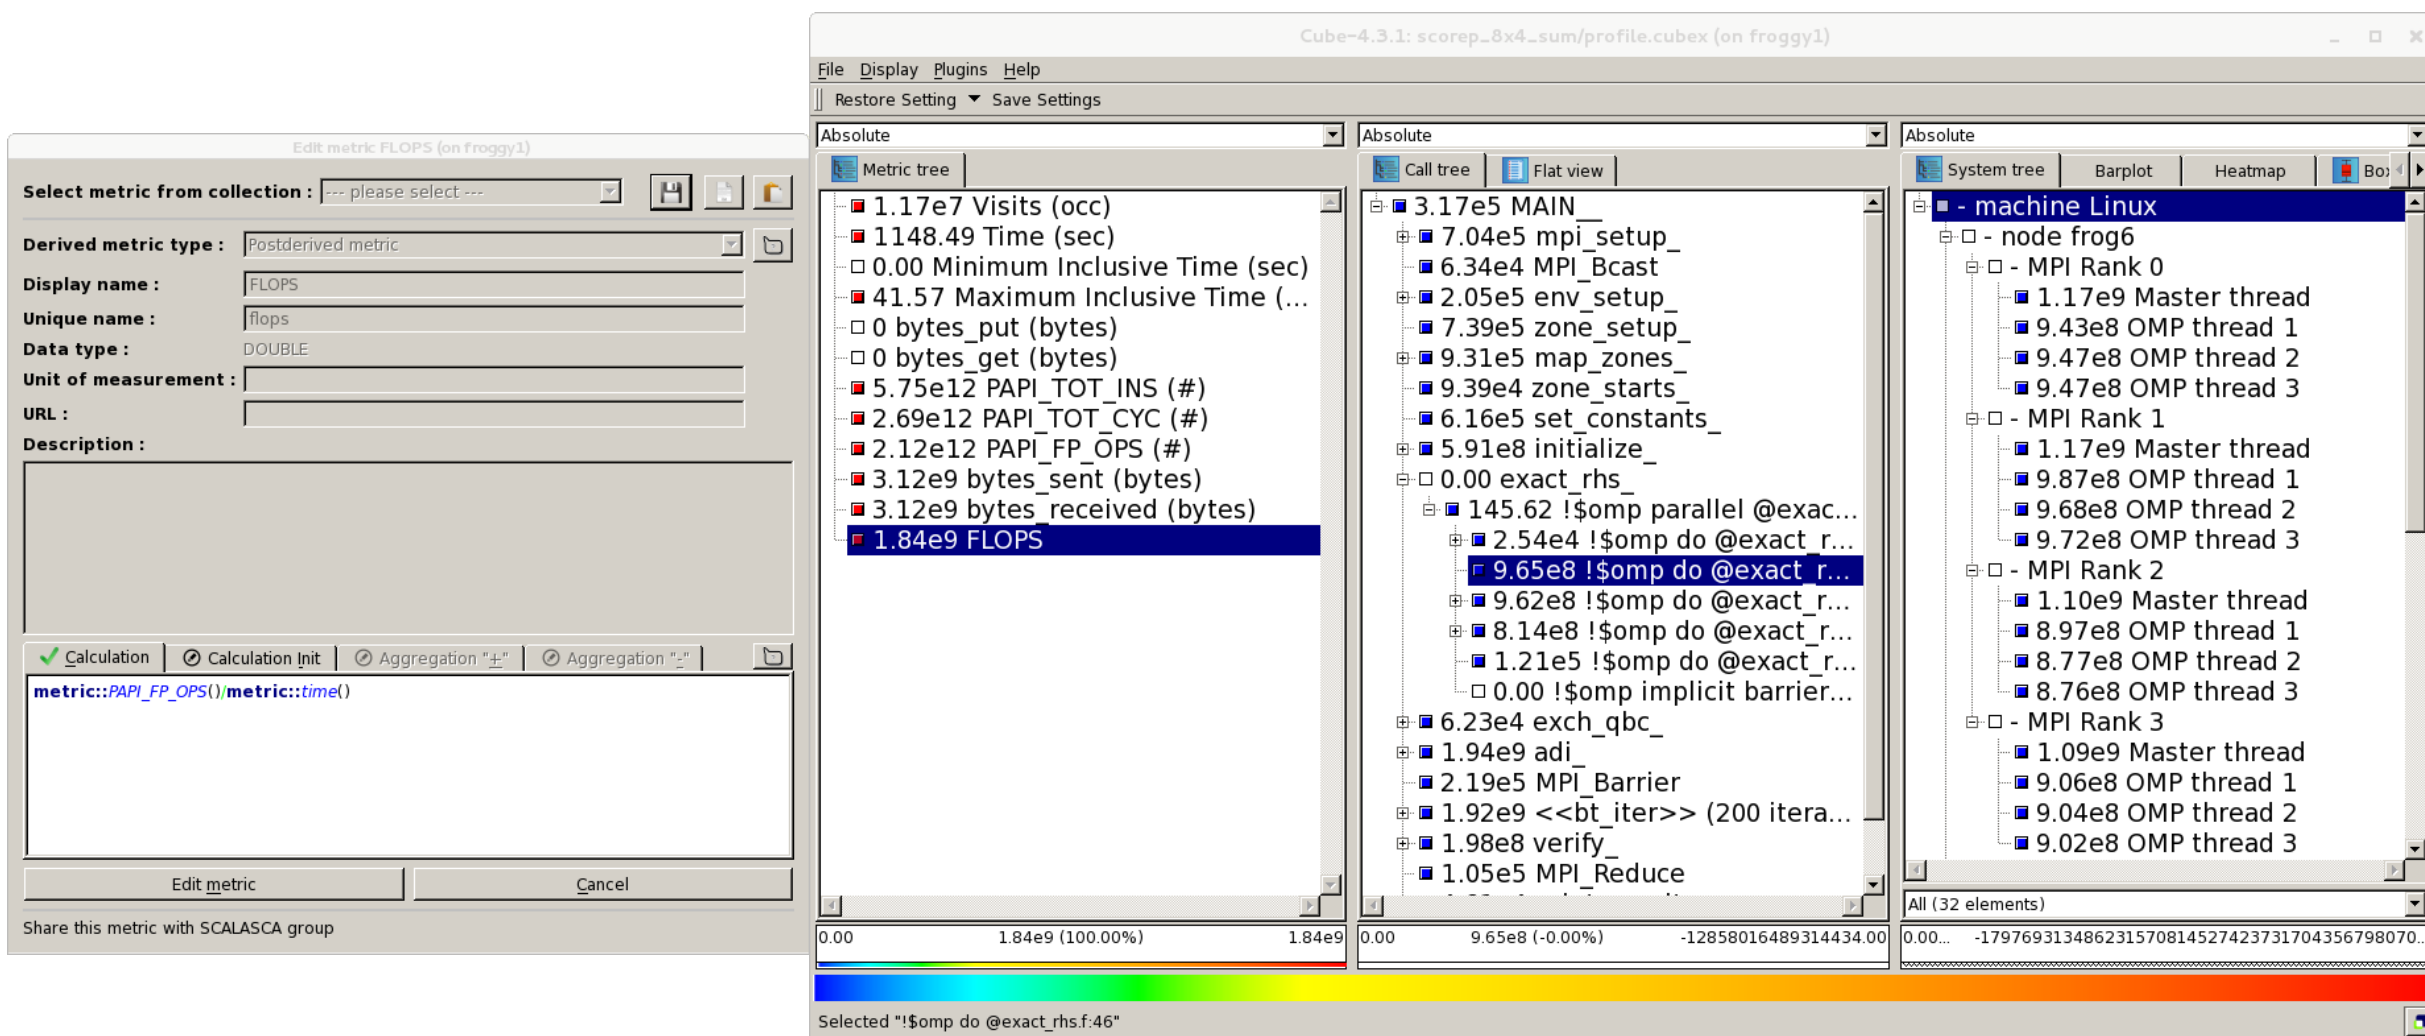 Edit metric FLOPS (on froggy1)
Select metric from collection : --- please select ---
Derived metric type : Postderived metric
Display name : FLOPS
Unique name : flops
Data type : DOUBLE
Unit of measurement :
URL :
Description :
Calculation Calculation Init Aggregation "+" Aggregation "-"
metric::PAPI_FP_OPS()/metric::time()
Edit metric Cancel
Share this metric with SCALASCA group
Cube-4.3.1: scorep_8x4_sum/profile.cubex (on froggy1)
File Display Plugins Help
Restore Setting Save Settings
Absolute
Metric tree
1.17e7 Visits (occ)
1148.49 Time (sec)
0.00 Minimum Inclusive Time (sec)
41.57 Maximum Inclusive Time (...
0 bytes_put (bytes)
0 bytes_get (bytes)
5.75e12 PAPI_TOT_INS (#)
2.69e12 PAPI_TOT_CYC (#)
2.12e12 PAPI_FP_OPS (#)
3.12e9 bytes_sent (bytes)
3.12e9 bytes_received (bytes)
1.84e9 FLOPS
0.00 1.84e9 (100.00%) 1.84e9
Absolute
Call tree Flat view
3.17e5 MAIN__
7.04e5 mpi_setup_
6.34e4 MPI_Bcast
2.05e5 env_setup_
7.39e5 zone_setup_
9.31e5 map_zones_
9.39e4 zone_starts_
6.16e5 set_constants_
5.91e8 initialize_
0.00 exact_rhs_
145.62 !$omp parallel @exac...
2.54e4 !$omp do @exact_r...
9.65e8 !$omp do @exact_r...
9.62e8 !$omp do @exact_r...
8.14e8 !$omp do @exact_r...
1.21e5 !$omp do @exact_r...
0.00 !$omp implicit barrier...
6.23e4 exch_qbc_
1.94e9 adi_
2.19e5 MPI_Barrier
1.92e9 <<bt_iter>> (200 itera...
1.98e8 verify_
1.05e5 MPI_Reduce
0.00 9.65e8 (-0.00%) -12858016489314434.00
Absolute
System tree Barplot Heatmap Box
- machine Linux
- node frog6
- MPI Rank 0
1.17e9 Master thread
9.43e8 OMP thread 1
9.47e8 OMP thread 2
9.47e8 OMP thread 3
- MPI Rank 1
1.17e9 Master thread
9.87e8 OMP thread 1
9.68e8 OMP thread 2
9.72e8 OMP thread 3
- MPI Rank 2
1.10e9 Master thread
8.97e8 OMP thread 1
8.77e8 OMP thread 2
8.76e8 OMP thread 3
- MPI Rank 3
1.09e9 Master thread
9.06e8 OMP thread 1
9.04e8 OMP thread 2
9.02e8 OMP thread 3
All (32 elements)
0.00... -179769313486231570814527423731704356798070...
Selected "!$omp do @exact_rhs.f:46"